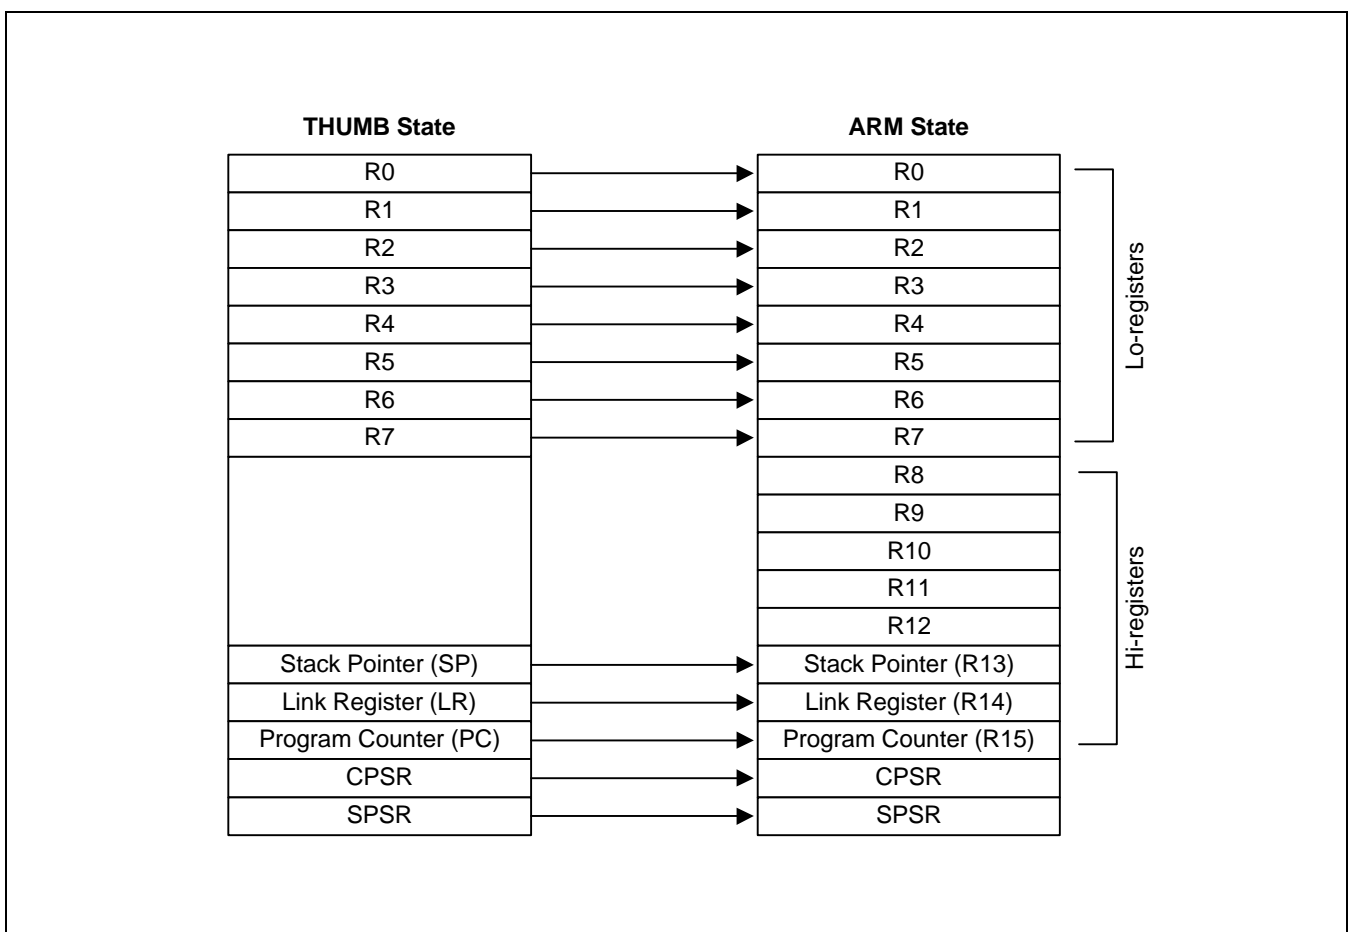 THUMB State
R0
R1
R2
R3
R4
R5
R6
R7
Stack Pointer (SP)
Link Register (LR)
Program Counter (PC)
CPSR
SPSR
ARM State
R0
R1
R2
R3
R4
R5
R6
R7
R8
R9
R10
R11
R12
Stack Pointer (R13)
Link Register (R14)
Program Counter (R15)
CPSR
SPSR
Lo-registers
Hi-registers